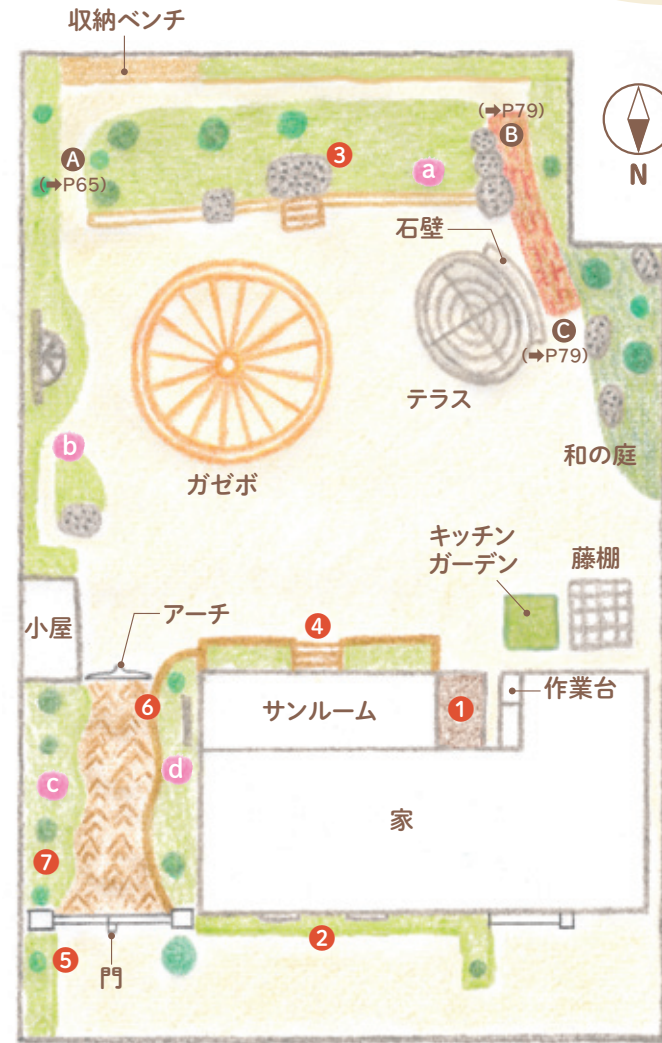 収納ベンチ
(➡P79)
B
A
(➡P65)
3
a
N
石壁
C
(➡P79)
テラス
ガゼボ
b
和の庭
キッチン
ガーデン
藤棚
小屋
アーチ
4
6
サンルーム
1
作業台
c
d
家
7
2
5
門